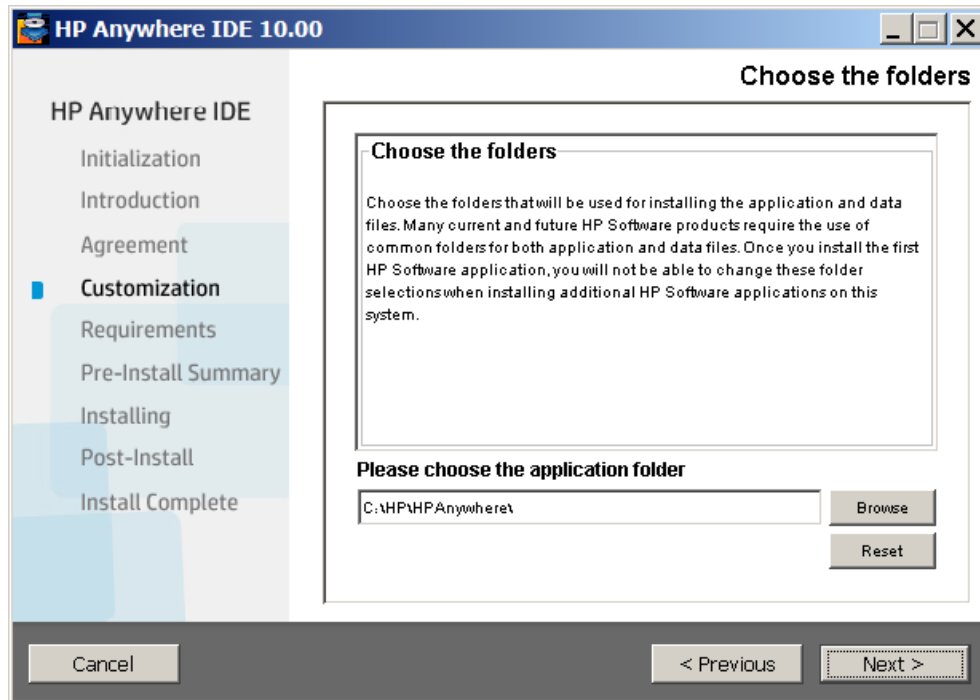 HP Anywhere IDE 10.00
Choose the folders
HP Anywhere IDE
Initialization
Introduction
Agreement
Customization
Requirements
Pre-Install Summary
Installing
Post-Install
Install Complete
Choose the folders
Choose the folders that will be used for installing the application and data
files. Many current and future HP Software products require the use of
common folders for both application and data files. Once you install the first
HP Software application, you will not be able to change these folder
selections when installing additional HP Software applications on this
system.
Please choose the application folder
C:\HP\HPAnywhere\
Browse
Reset
Cancel
< Previous
Next >